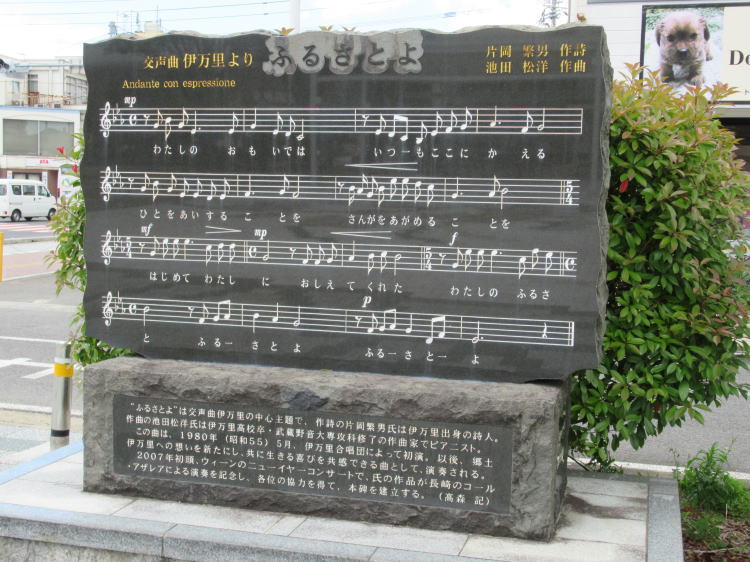 交声曲 伊万里より
ふるさとよ
片岡 繁男 作詩
池田 松洋 作曲
Andante con espressione
mp
わたしの おもいでは いつーもここに かえる
ひとをあいする ことを さんがをあがめる ことを
mf mp f
はじめて わたし に おしえ てくれた わたしの ふるさ
p
と ふるー さとよ ふるーさとー よ
"ふるさとよ"は交声曲伊万里の中心主題で、作詩の片岡繁男氏は伊万里出身の詩人。
作曲の池田松洋氏は伊万里高校卒・武蔵野音大専攻科修了の作曲家でピアニスト。
この曲は、1980年(昭和55)5月、伊万里合唱団によって初演。以後、郷土
伊万里への想いを新たにし、共に生きる喜びを共感できる曲として、演奏される。
2007年初頭、ウィーンのニューイヤーコンサートで、氏の作品が長崎のコール
・アザレアによる演奏を記念し、各位の協力を得て、本碑を建立する。(高森 記)
Do